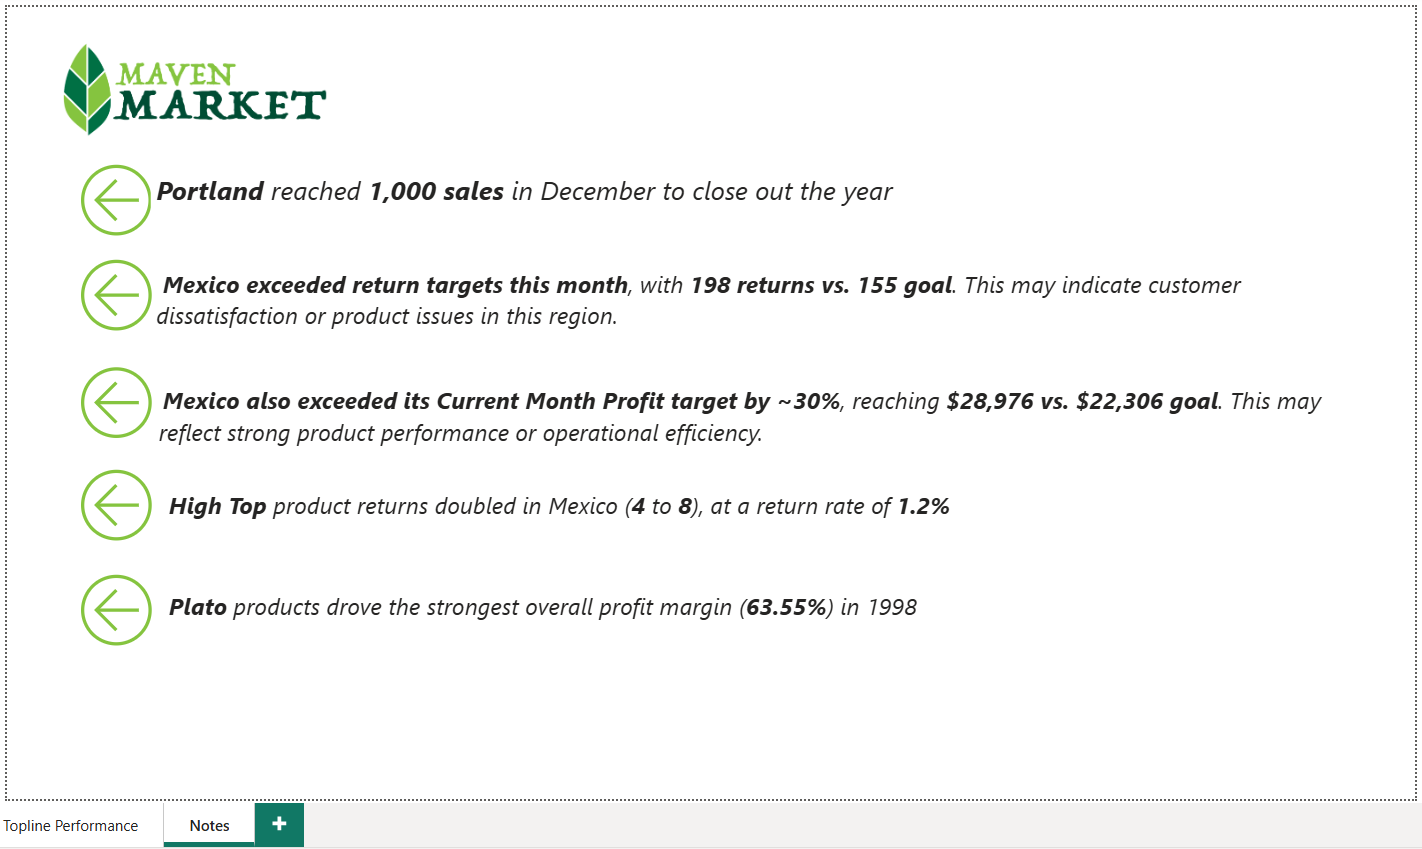 MAVEN
MARKET
Portland reached 1,000 sales in December to close out the year
Mexico exceeded return targets this month, with 198 returns vs. 155 goal. This may indicate customer
dissatisfaction or product issues in this region.
Mexico also exceeded its Current Month Profit target by ~30%, reaching $28,976 vs. $22,306 goal. This may
reflect strong product performance or operational efficiency.
High Top product returns doubled in Mexico (4 to 8), at a return rate of 1.2%
Plato products drove the strongest overall profit margin (63.55%) in 1998
Topline Performance
Notes
+